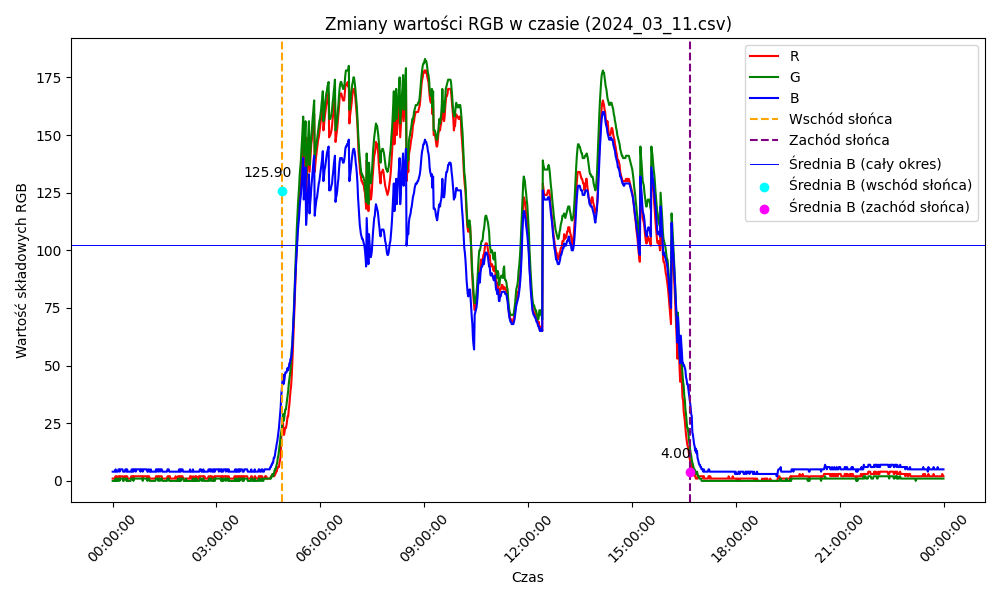 Zmiany wartości RGB w czasie (2024_03_11.csv)
R
G
B
Wschód słońca
Zachód słońca
Średnia B (cały okres)
Średnia B (wschód słońca)
Średnia B (zachód słońca)
175
150
125
100
75
50
25
0
Wartość składowych RGB
125.90
4.00
00:00:00
03:00:00
06:00:00
09:00:00
12:00:00
15:00:00
18:00:00
21:00:00
00:00:00
Czas